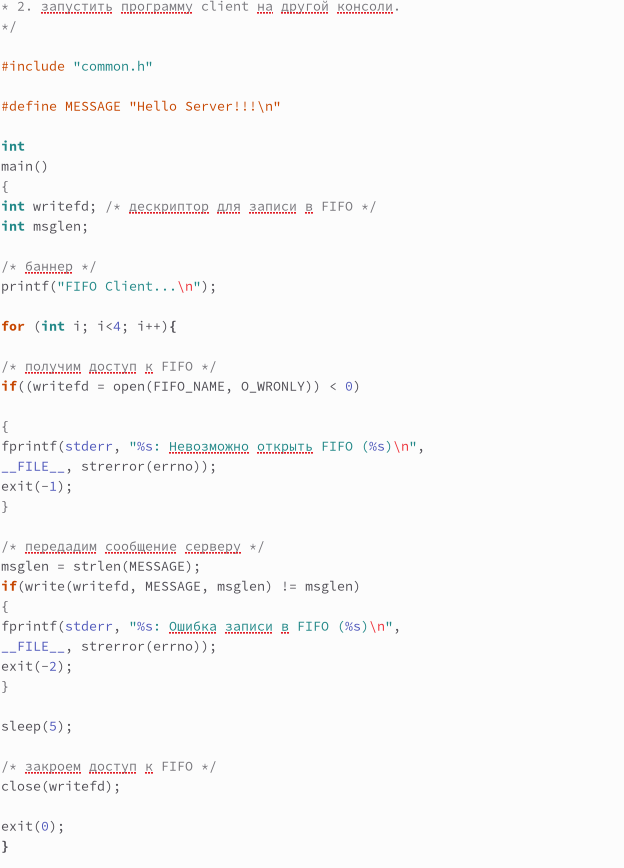 * 2. запустить программу client на другой консоли.
*/
#include "common.h"
#define MESSAGE "Hello Server!!!\n"
int
main()
{
int writefd; /* дескриптор для записи в FIFO */
int msglen;
/* баннер */
printf("FIFO Client...\n");
for (int i; i<4; i++){
/* получим доступ к FIFO */
if((writefd = open(FIFO_NAME, O_WRONLY)) < 0)
{
fprintf(stderr, "%s: Невозможно открыть FIFO (%s)\n",
__FILE__, strerror(errno));
exit(-1);
}
/* передадим сообщение серверу */
msglen = strlen(MESSAGE);
if(write(writefd, MESSAGE, msglen) != msglen)
{
fprintf(stderr, "%s: Ошибка записи в FIFO (%s)\n",
__FILE__, strerror(errno));
exit(-2);
}
sleep(5);
/* закроем доступ к FIFO */
close(writefd);
exit(0);
}